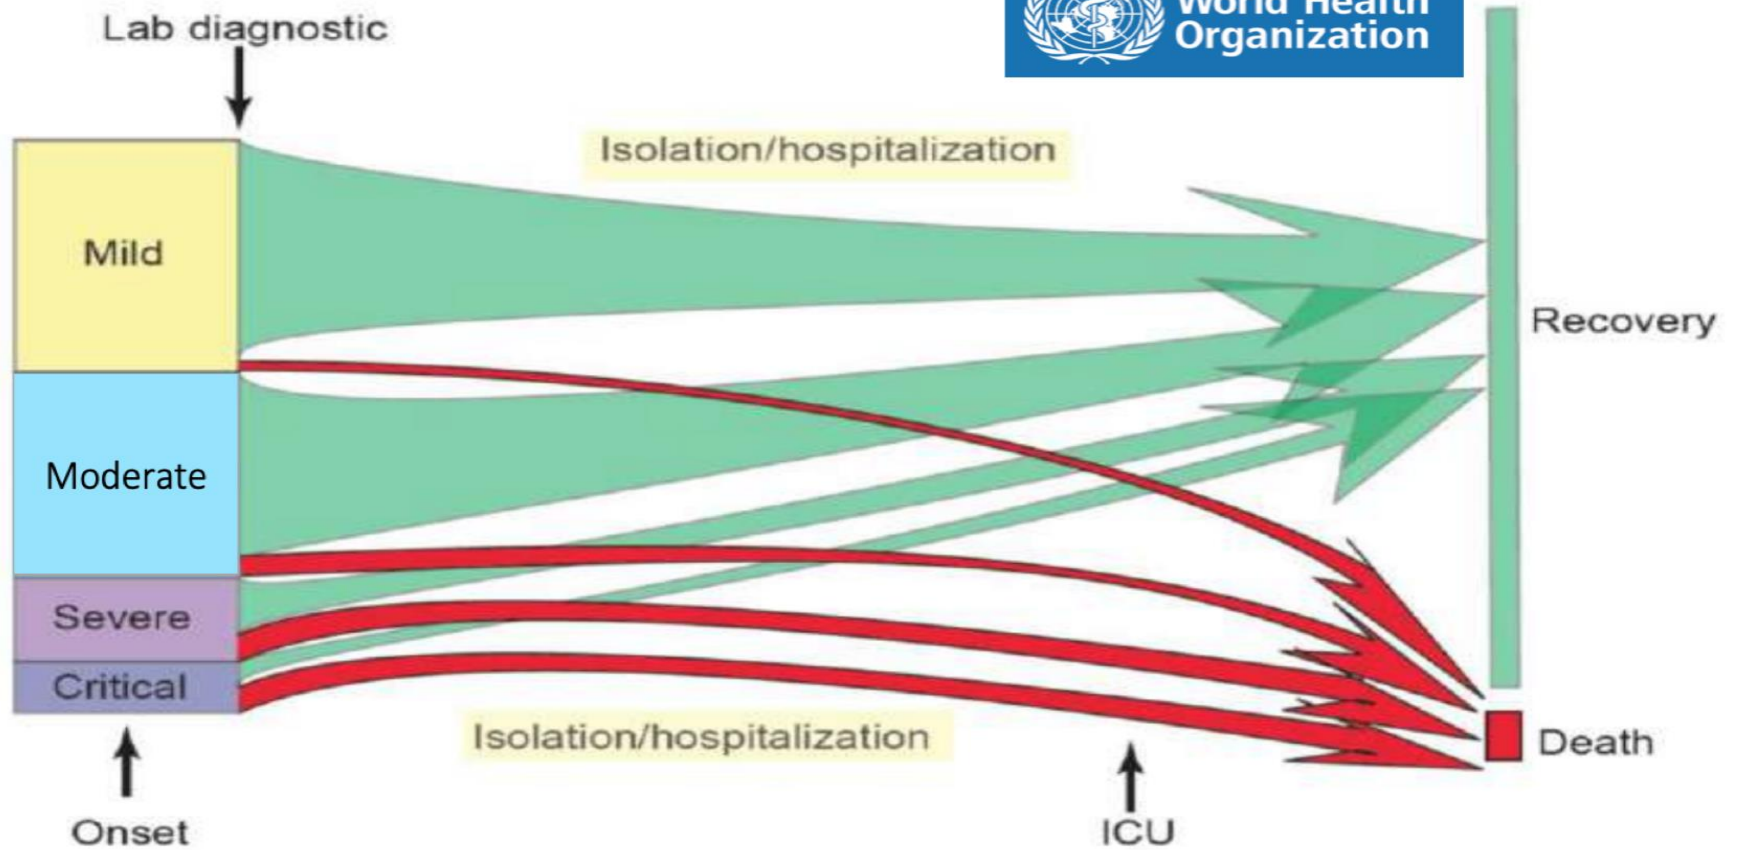 Lab diagnostic
World Health
Organization
Isolation/hospitalization
Mild
Recovery
Moderate
Severe
Critical
Isolation/hospitalization
Death
Onset
ICU